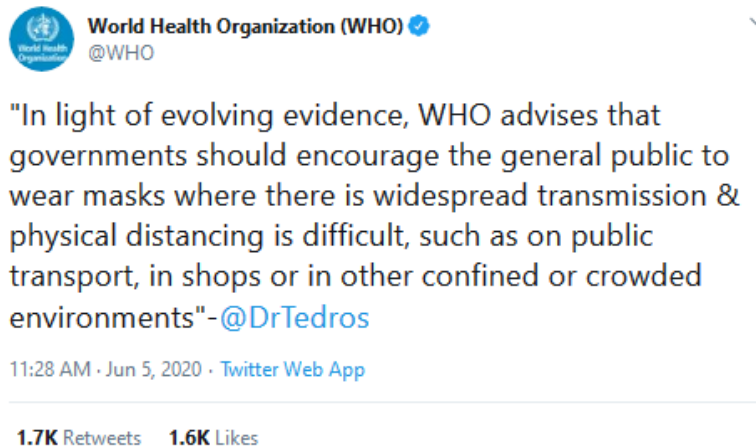 World Health Organization
World Health Organization (WHO)
@WHO
"In light of evolving evidence, WHO advises that
governments should encourage the general public to
wear masks where there is widespread transmission &
physical distancing is difficult, such as on public
transport, in shops or in other confined or crowded
environments"-@DrTedros
11:28 AM · Jun 5, 2020 · Twitter Web App
1.7K Retweets 1.6K Likes